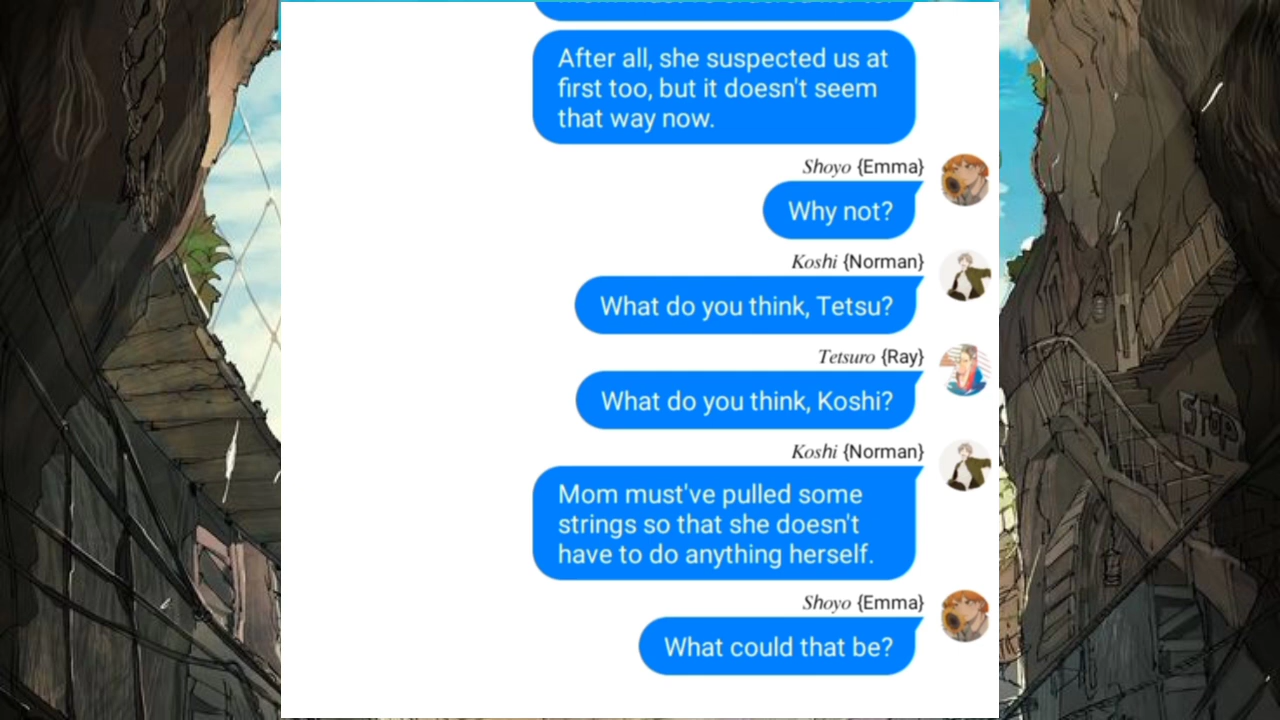 After all, she suspected us at
first too, but it doesn't seem
that way now.
Shoyo {Emma}
Why not?
Koshi {Norman}
What do you think, Tetsu?
Tetsuro {Ray}
What do you think, Koshi?
Koshi {Norman}
Mom must've pulled some
strings so that she doesn't
have to do anything herself.
Shoyo {Emma}
What could that be?
STOP